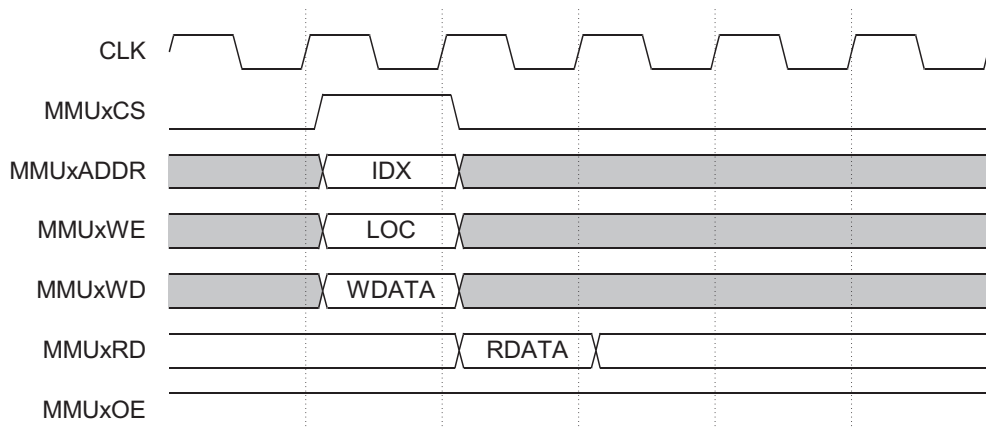 CLK
MMUxCS
MMUxADDR IDX
MMUxWE LOC
MMUxWD WDATA
MMUxRD RDATA
MMUxOE